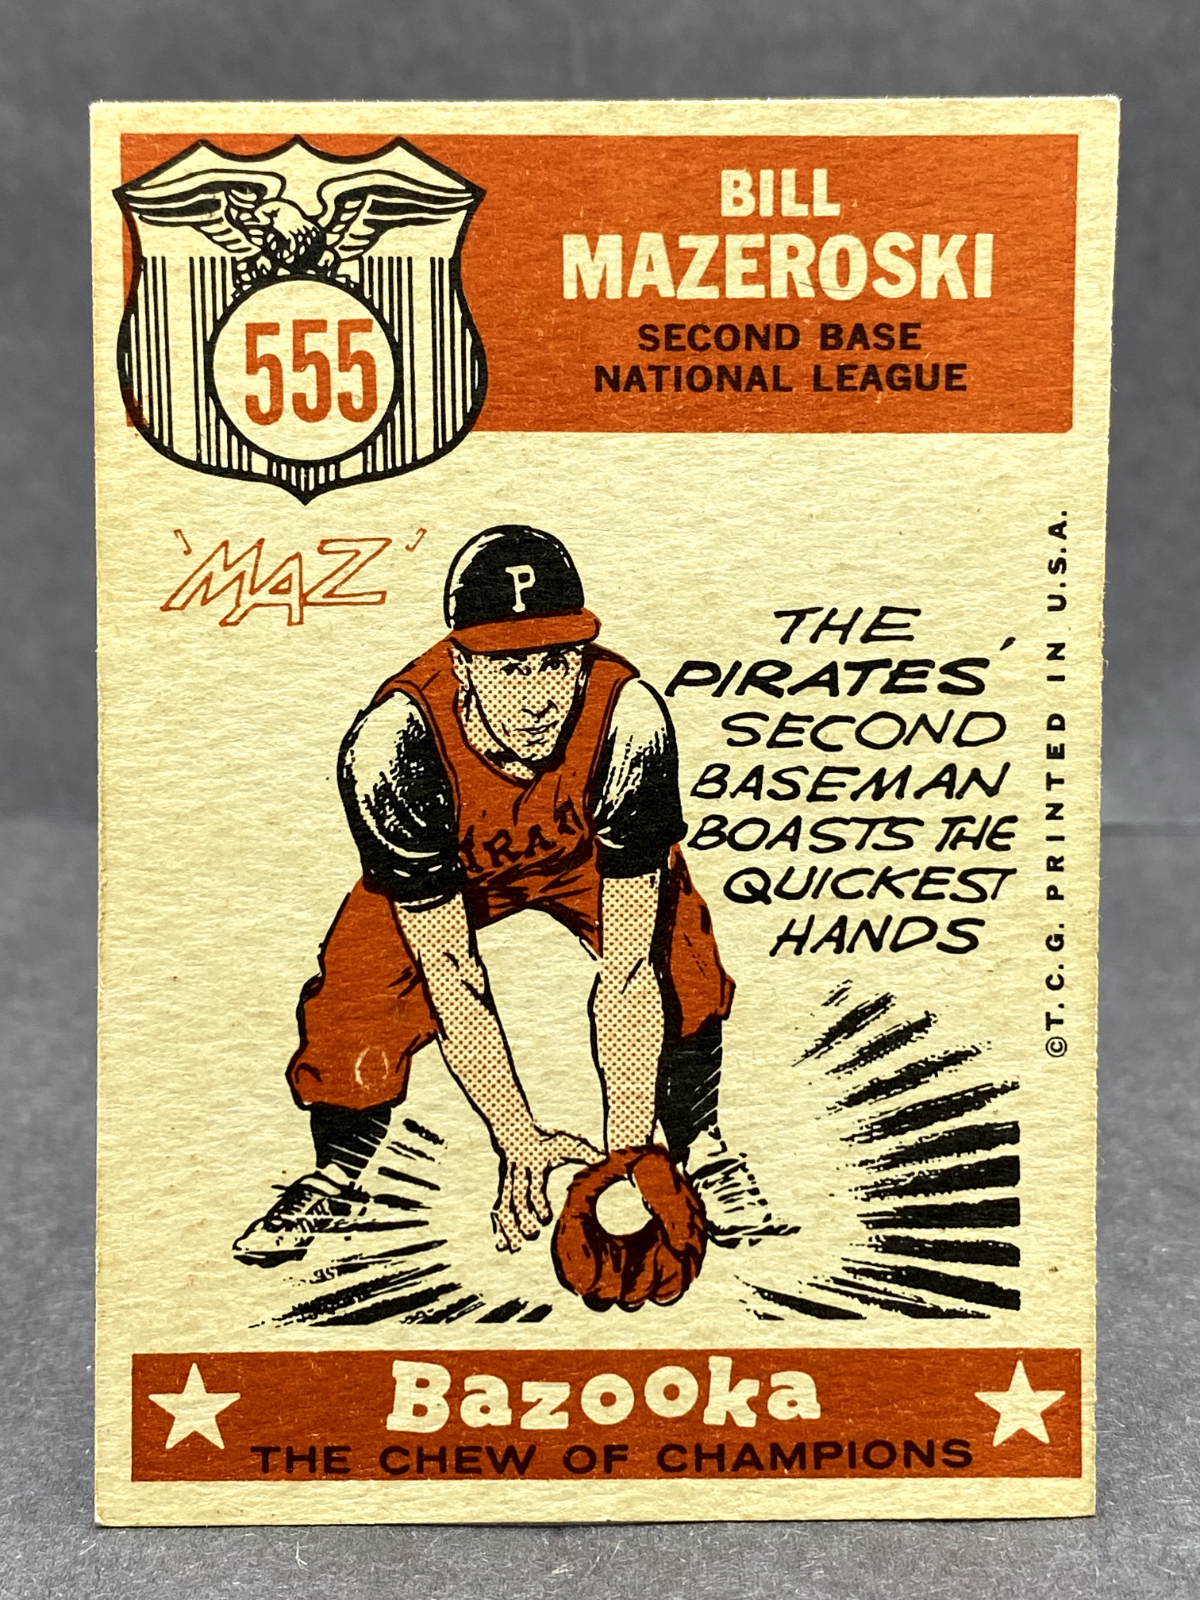 555
BILL
MAZEROSKI
SECOND BASE
NATIONAL LEAGUE
'MAZ'
P
IRAT
THE
PIRATES'
SECOND
BASEMAN
BOASTS THE
QUICKEST
HANDS
©T.C.G. PRINTED IN U.S.A.
Bazooka
THE CHEW OF CHAMPIONS